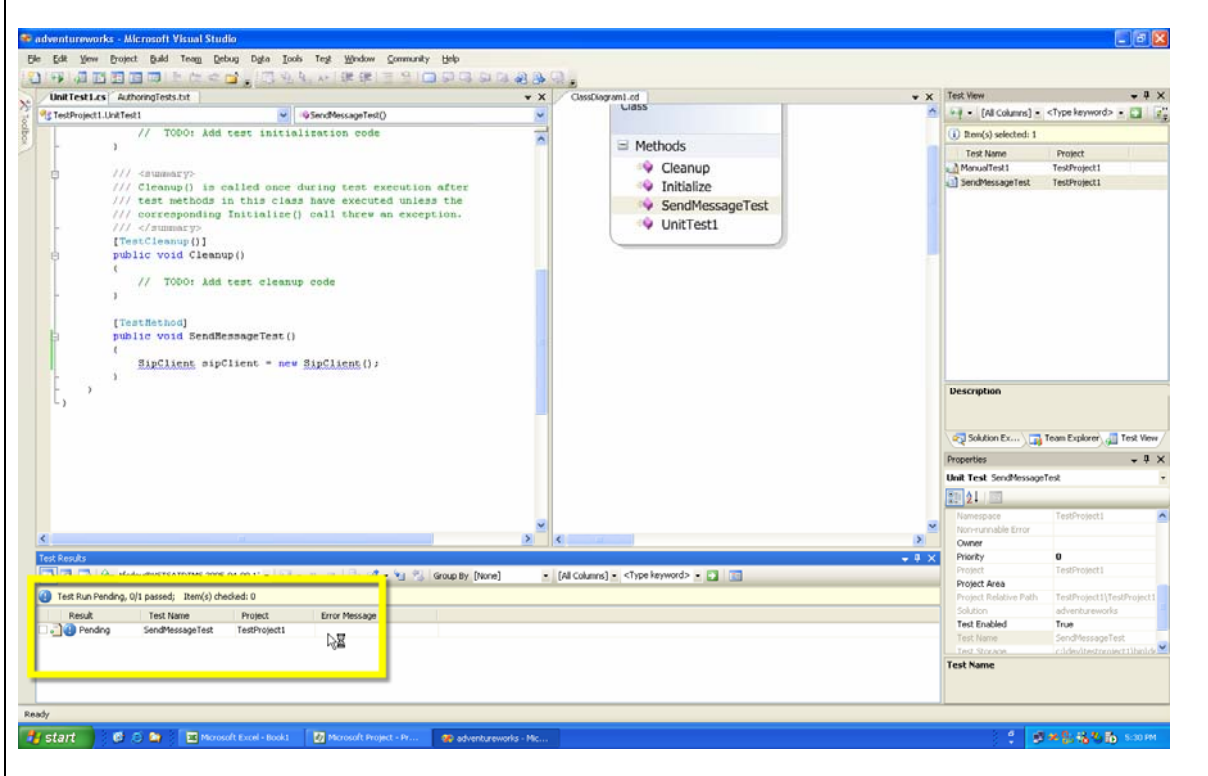 adventureworks - Microsoft Visual Studio
File Edit View Project Build Team Debug Data Tools Test Window Community Help
UnitTest1.cs AuthoringTests.txt
TestProject1.UnitTest1 SendMessageTest()
Toolbox
// TODO: Add test initialization code
}
/// <summary>
/// Cleanup() is called once during test execution after
/// test methods in this class have executed unless the
/// corresponding Initialize() call threw an exception.
/// </summary>
[TestCleanup()]
public void Cleanup()
{
// TODO: Add test cleanup code
}
[TestMethod]
public void SendMessageTest()
{
SipClient sipClient = new SipClient();
}
}
}
ClassDiagram1.cd
Class
Methods
Cleanup
Initialize
SendMessageTest
UnitTest1
Test View
[All Columns] <Type keyword>
Item(s) selected: 1
Test Name Project
ManualTest1 TestProject1
SendMessageTest TestProject1
Description
Solution Ex... Team Explorer Test View
Properties
Unit Test SendMessageTest
Namespace TestProject1
Non-runnable Error
Owner
Priority 0
Project TestProject1
Project Area
Project Relative Path TestProject1\TestProject1
Solution adventureworks
Test Enabled True
Test Name SendMessageTest
Test Storage
Test Name
Test Results
Group By [None] [All Columns] <Type keyword>
Test Run Pending, 0/1 passed; Item(s) checked: 0
Result Test Name Project Error Message
Pending SendMessageTest TestProject1
Ready
start Microsoft Excel - Book1 Microsoft Project - Pr... adventureworks - Mic... 5:30 PM